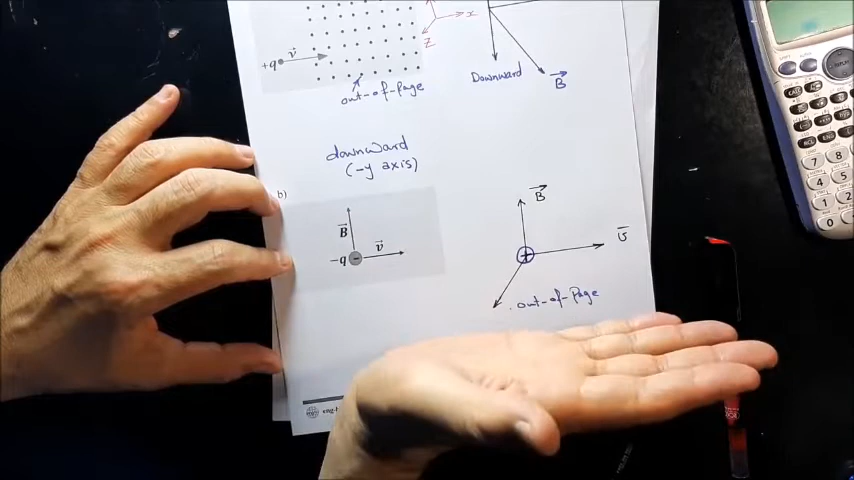 +q v
x
z
out-of-page
Downward
B
downward
(-y axis)
b)
B
v
-q
B
+
v
out-of-page